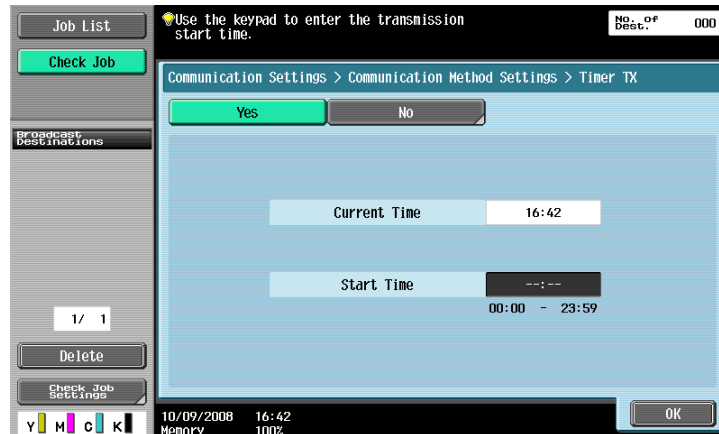 Job List
Use the keypad to enter the transmission
start time.
No. of
Dest.
000
Check Job
Communication Settings > Communication Method Settings > Timer TX
Yes
No
Broadcast
Destinations
Current Time
16:42
Start Time
--:--
00:00 - 23:59
1/ 1
Delete
Check Job
Settings
Y M C K
10/09/2008 16:42
Memory 100%
OK